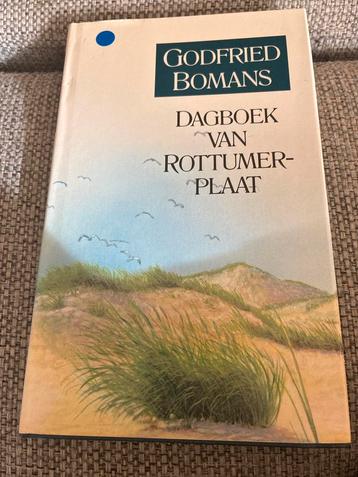 GODFRIED
BOMANS
DAGBOEK
VAN
ROTTUMER-
PLAAT